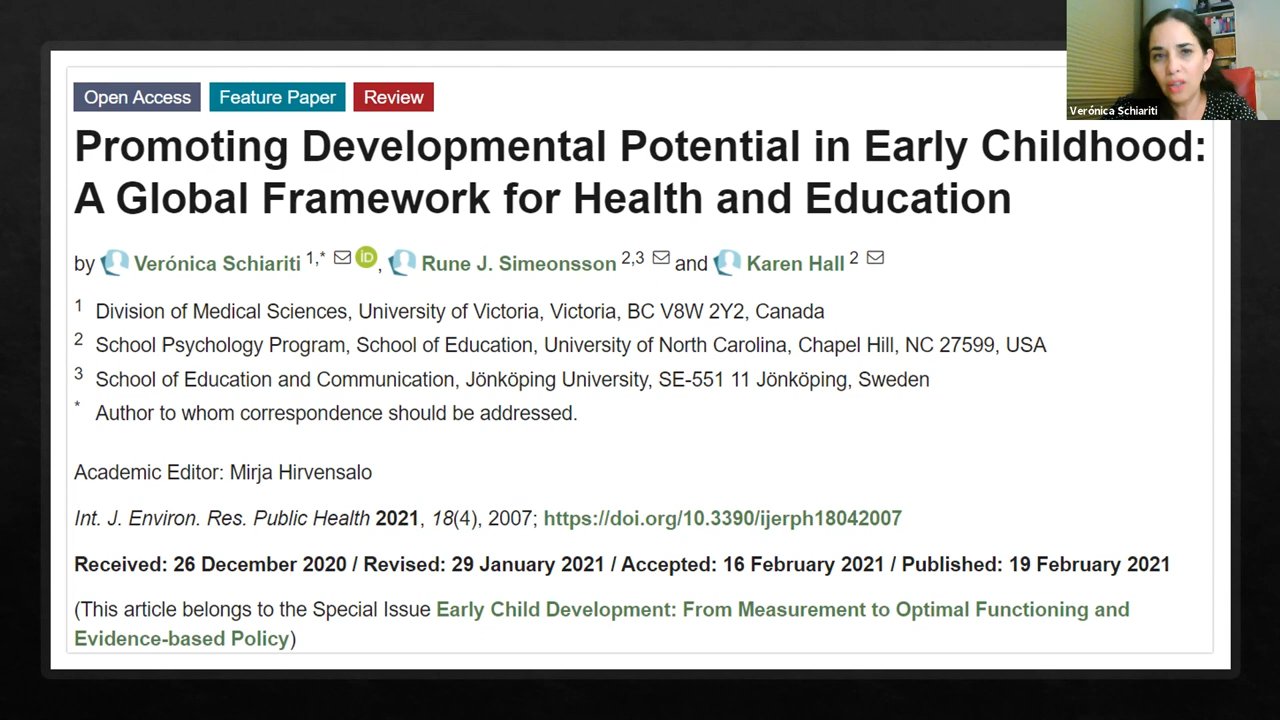 Open Access Feature Paper Review
Promoting Developmental Potential in Early Childhood:
A Global Framework for Health and Education
by Verónica Schiariti 1,* iD, Rune J. Simeonsson 2,3 and Karen Hall 2
1 Division of Medical Sciences, University of Victoria, Victoria, BC V8W 2Y2, Canada
2 School Psychology Program, School of Education, University of North Carolina, Chapel Hill, NC 27599, USA
3 School of Education and Communication, Jönköping University, SE-551 11 Jönköping, Sweden
* Author to whom correspondence should be addressed.
Academic Editor: Mirja Hirvensalo
Int. J. Environ. Res. Public Health 2021, 18(4), 2007; https://doi.org/10.3390/ijerph18042007
Received: 26 December 2020 / Revised: 29 January 2021 / Accepted: 16 February 2021 / Published: 19 February 2021
(This article belongs to the Special Issue Early Child Development: From Measurement to Optimal Functioning and
Evidence-based Policy)
Verónica Schiariti